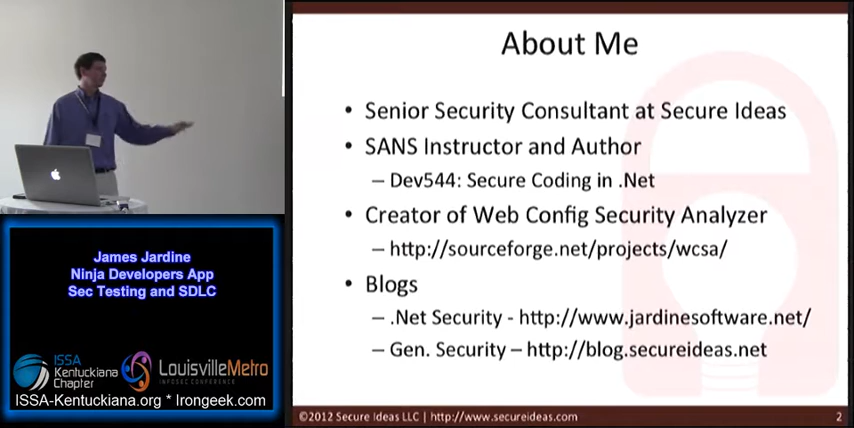 About Me
• Senior Security Consultant at Secure Ideas
• SANS Instructor and Author
– Dev544: Secure Coding in .Net
• Creator of Web Config Security Analyzer
– http://sourceforge.net/projects/wcsa/
• Blogs
– .Net Security - http://www.jardinesoftware.net/
– Gen. Security – http://blog.secureideas.net
©2012 Secure Ideas LLC | http://www.secureideas.com
2
James Jardine
Ninja Developers App
Sec Testing and SDLC
ISSA
Kentuckiana
Chapter
LouisvilleMetro
INFOSEC CONFERENCE
ISSA-Kentuckiana.org * Irongeek.com